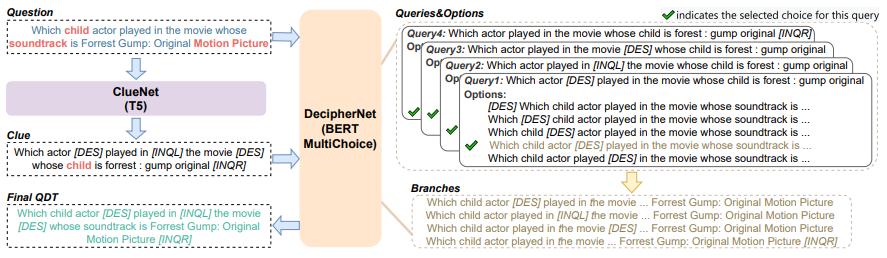 Question
Which child actor played in the movie whose
soundtrack is Forrest Gump: Original Motion Picture
ClueNet
(T5)
Clue
Which actor [DES] played in [INQL] the movie [DES]
whose child is forrest : gump original [INQR]
Final QDT
Which child actor [DES] played in [INQL] the movie
[DES] whose soundtrack is Forrest Gump: Original
Motion Picture [INQR]
DecipherNet
(BERT
MultiChoice)
Queries&Options
indicates the selected choice for this query
Query4: Which actor played in the movie whose child is forest : gump original [INQR]
Op
Query3: Which actor played in the movie [DES] whose child is forest : gump original
Op
Query2: Which actor played in [INQL] the movie whose child is forest : gump original
Op
Query1: Which actor [DES] played in the movie whose child is forest : gump original
Options:
[DES] Which child actor played in the movie whose soundtrack is ...
Which [DES] child actor played in the movie whose soundtrack is ...
Which child [DES] actor played in the movie whose soundtrack is ...
Which child actor [DES] played in the movie whose soundtrack is ...
Which child actor played [DES] in the movie whose soundtrack is ...
Branches
Which child actor [DES] played in the movie ... Forrest Gump: Original Motion Picture
Which child actor played in [INQL] the movie ... Forrest Gump: Original Motion Picture
Which child actor played in the movie ... Forrest Gump: Original Motion Picture
Which child actor played in the movie ... Forrest Gump: Original Motion Picture [INQR]